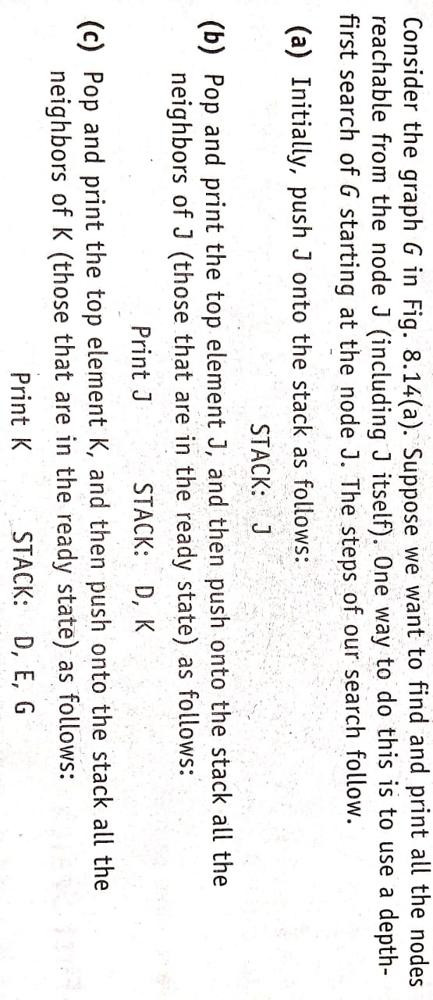 Consider the graph G in Fig. 8.14(a). Suppose we want to find and print all the nodes
reachable from the node J (including J itself). One way to do this is to use a depth-
first search of G starting at the node J. The steps of our search follow.
(a) Initially, push J onto the stack as follows:
STACK: J
(b) Pop and print the top element J, and then push onto the stack all the
neighbors of J (those that are in the ready state) as follows:
Print J STACK: D, K
(c) Pop and print the top element K, and then push onto the stack all the
neighbors of K (those that are in the ready state) as follows:
Print K STACK: D, E, G